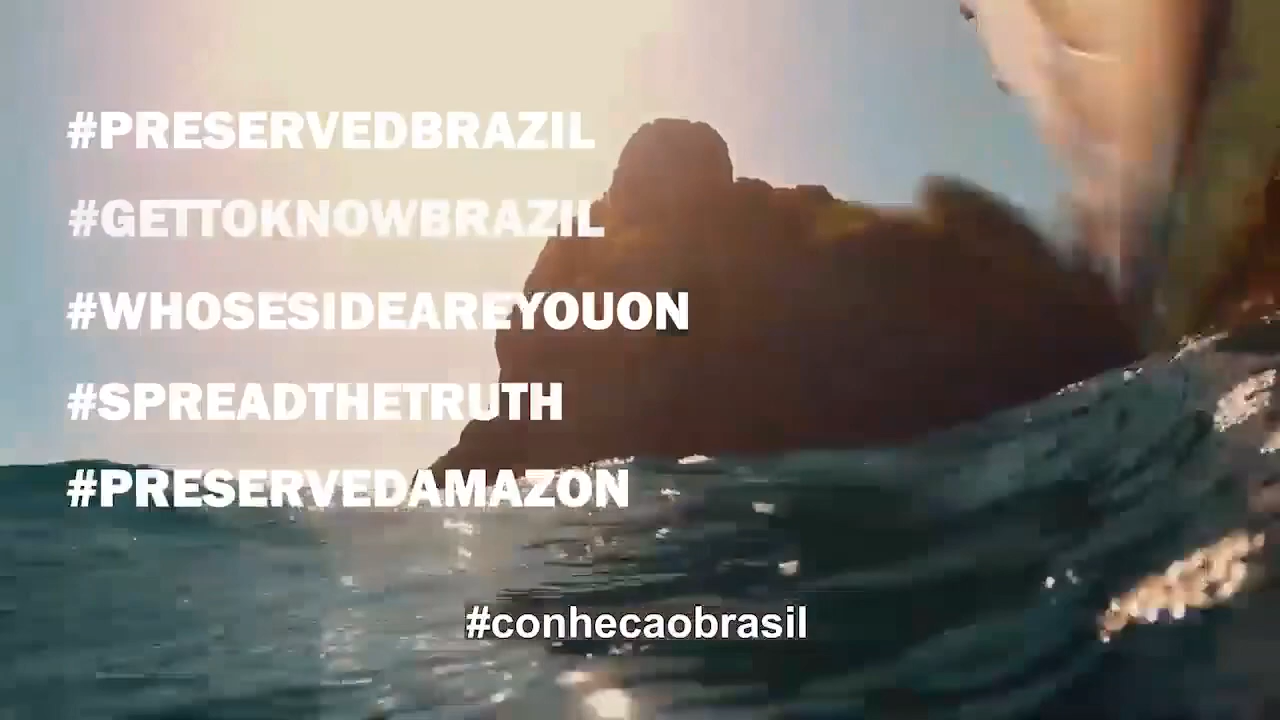 #PRESERVEDBRAZIL
#GETTOKNOWBRAZIL
#WHOSESIDEAREYOUON
#SPREADTHETRUTH
#PRESERVEDAMAZON
#conhecaobrasil